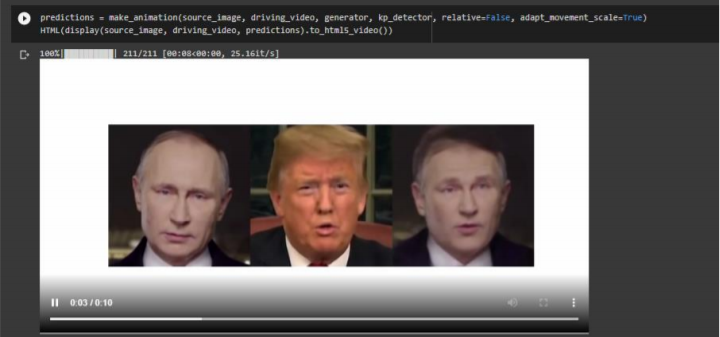 predictions = make_animation(source_image, driving_video, generator, kp_detector, relative=False, adapt_movement_scale=True)
HTML(display(source_image, driving_video, predictions).to_html5_video())
100%|██████████| 211/211 [00:08<00:00, 25.16it/s]
0:03 / 0:10